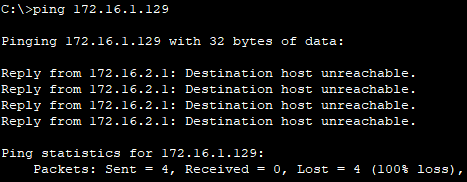 C:\>ping 172.16.1.129
Pinging 172.16.1.129 with 32 bytes of data:
Reply from 172.16.2.1: Destination host unreachable.
Reply from 172.16.2.1: Destination host unreachable.
Reply from 172.16.2.1: Destination host unreachable.
Reply from 172.16.2.1: Destination host unreachable.
Ping statistics for 172.16.1.129:
Packets: Sent = 4, Received = 0, Lost = 4 (100% loss),